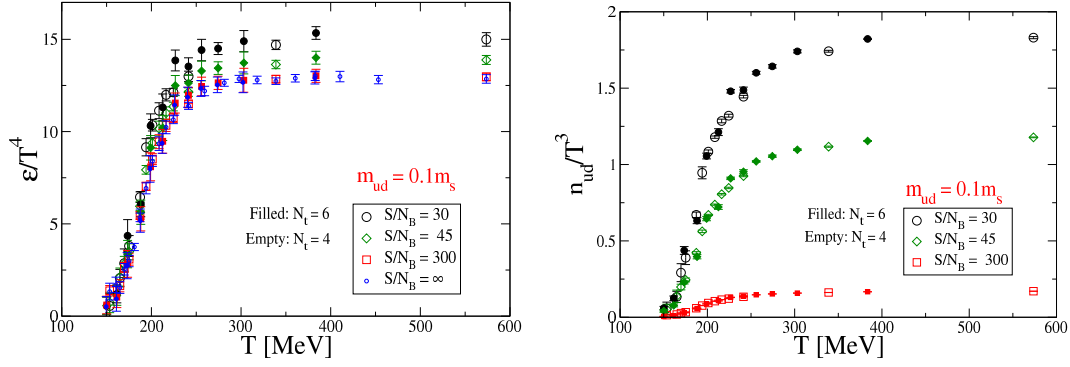 15
10
5
0
ε/T⁴
100
200
300
400
500
600
T [MeV]
m_ud = 0.1m_s
Filled: N_t = 6
Empty: N_t = 4
S/N_B = 30
S/N_B = 45
S/N_B = 300
S/N_B = ∞
2
1.5
1
0.5
0
n_ud/T³
100
200
300
400
500
600
T [MeV]
m_ud = 0.1m_s
Filled: N_t = 6
Empty: N_t = 4
S/N_B = 30
S/N_B = 45
S/N_B = 300